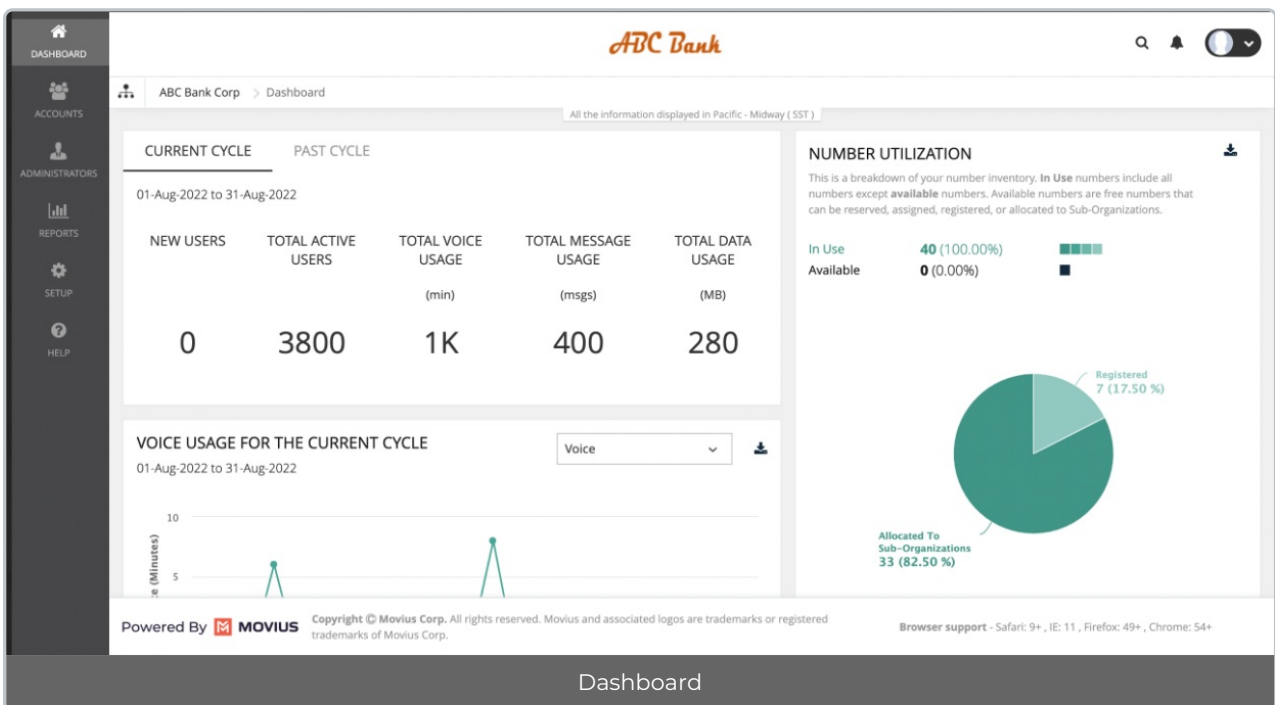 DASHBOARD
ACCOUNTS
ADMINISTRATORS
REPORTS
SETUP
HELP
ABC Bank
ABC Bank Corp > Dashboard
All the information displayed in Pacific - Midway ( SST )
CURRENT CYCLE PAST CYCLE
01-Aug-2022 to 31-Aug-2022
NEW USERS
TOTAL ACTIVE
USERS
TOTAL VOICE
USAGE
(min)
TOTAL MESSAGE
USAGE
(msgs)
TOTAL DATA
USAGE
(MB)
0 3800 1K 400 280
VOICE USAGE FOR THE CURRENT CYCLE
01-Aug-2022 to 31-Aug-2022
Voice
10
5
(Minutes)
NUMBER UTILIZATION
This is a breakdown of your number inventory. In Use numbers include all
numbers except available numbers. Available numbers are free numbers that
can be reserved, assigned, registered, or allocated to Sub-Organizations.
In Use 40 (100.00%)
Available 0 (0.00%)
Registered
7 (17.50 %)
Allocated To
Sub-Organizations
33 (82.50 %)
Powered By MOVIUS
Copyright © Movius Corp. All rights reserved. Movius and associated logos are trademarks or registered
trademarks of Movius Corp.
Browser support - Safari: 9+ , IE: 11 , Firefox: 49+ , Chrome: 54+
Dashboard